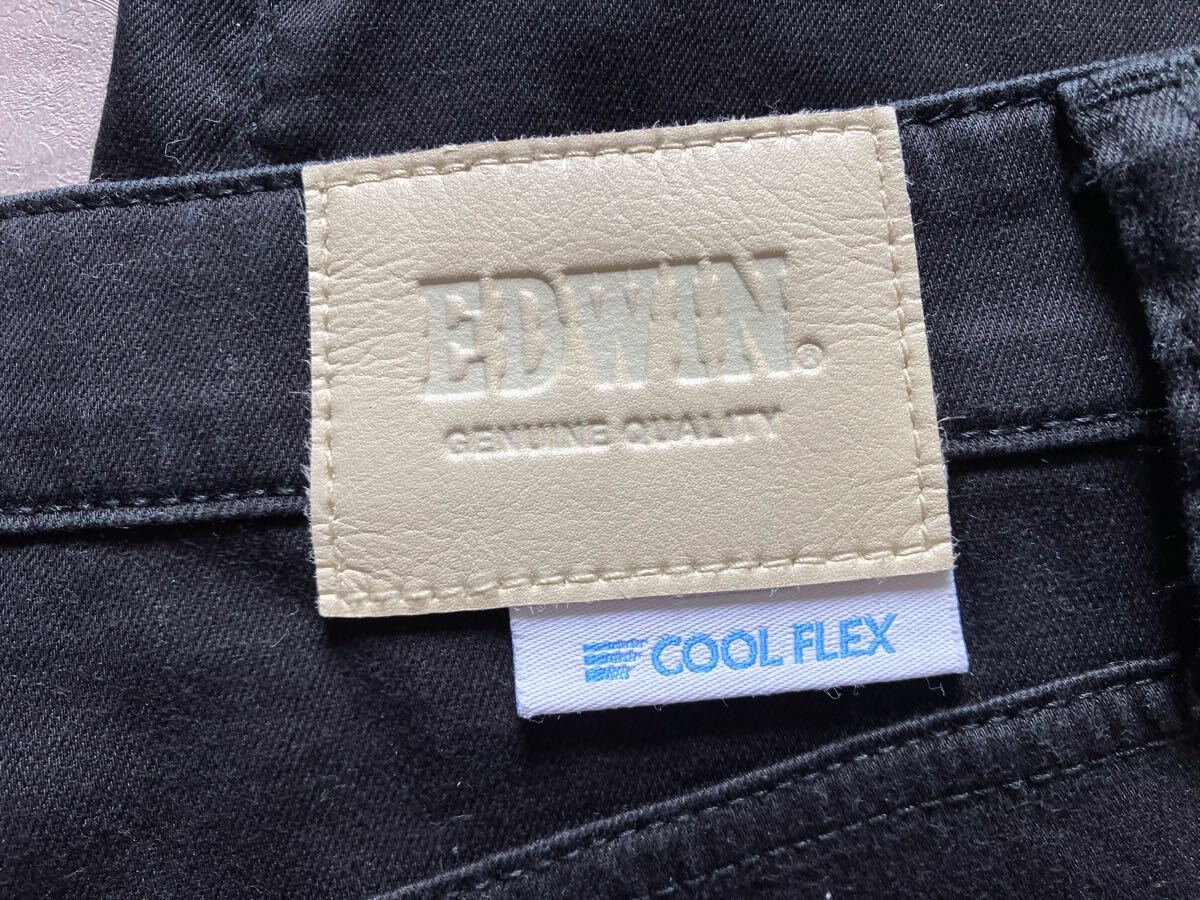 EDWIN.®
GENUINE QUALITY
COOL FLEX